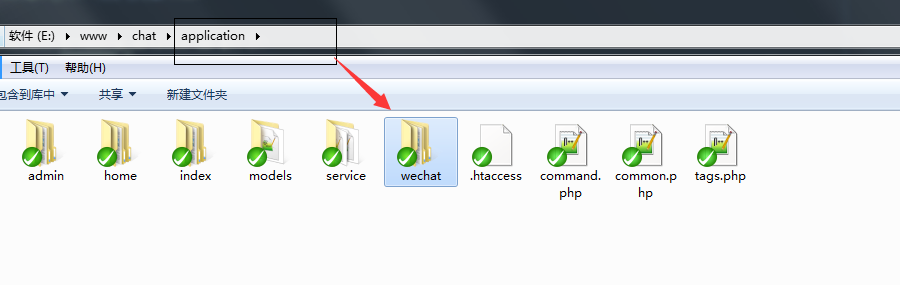 软件 (E:) www chat application
工具(T) 帮助(H)
包含到库中 共享 新建文件夹
admin home index models service wechat .htaccess command.php common.php tags.php